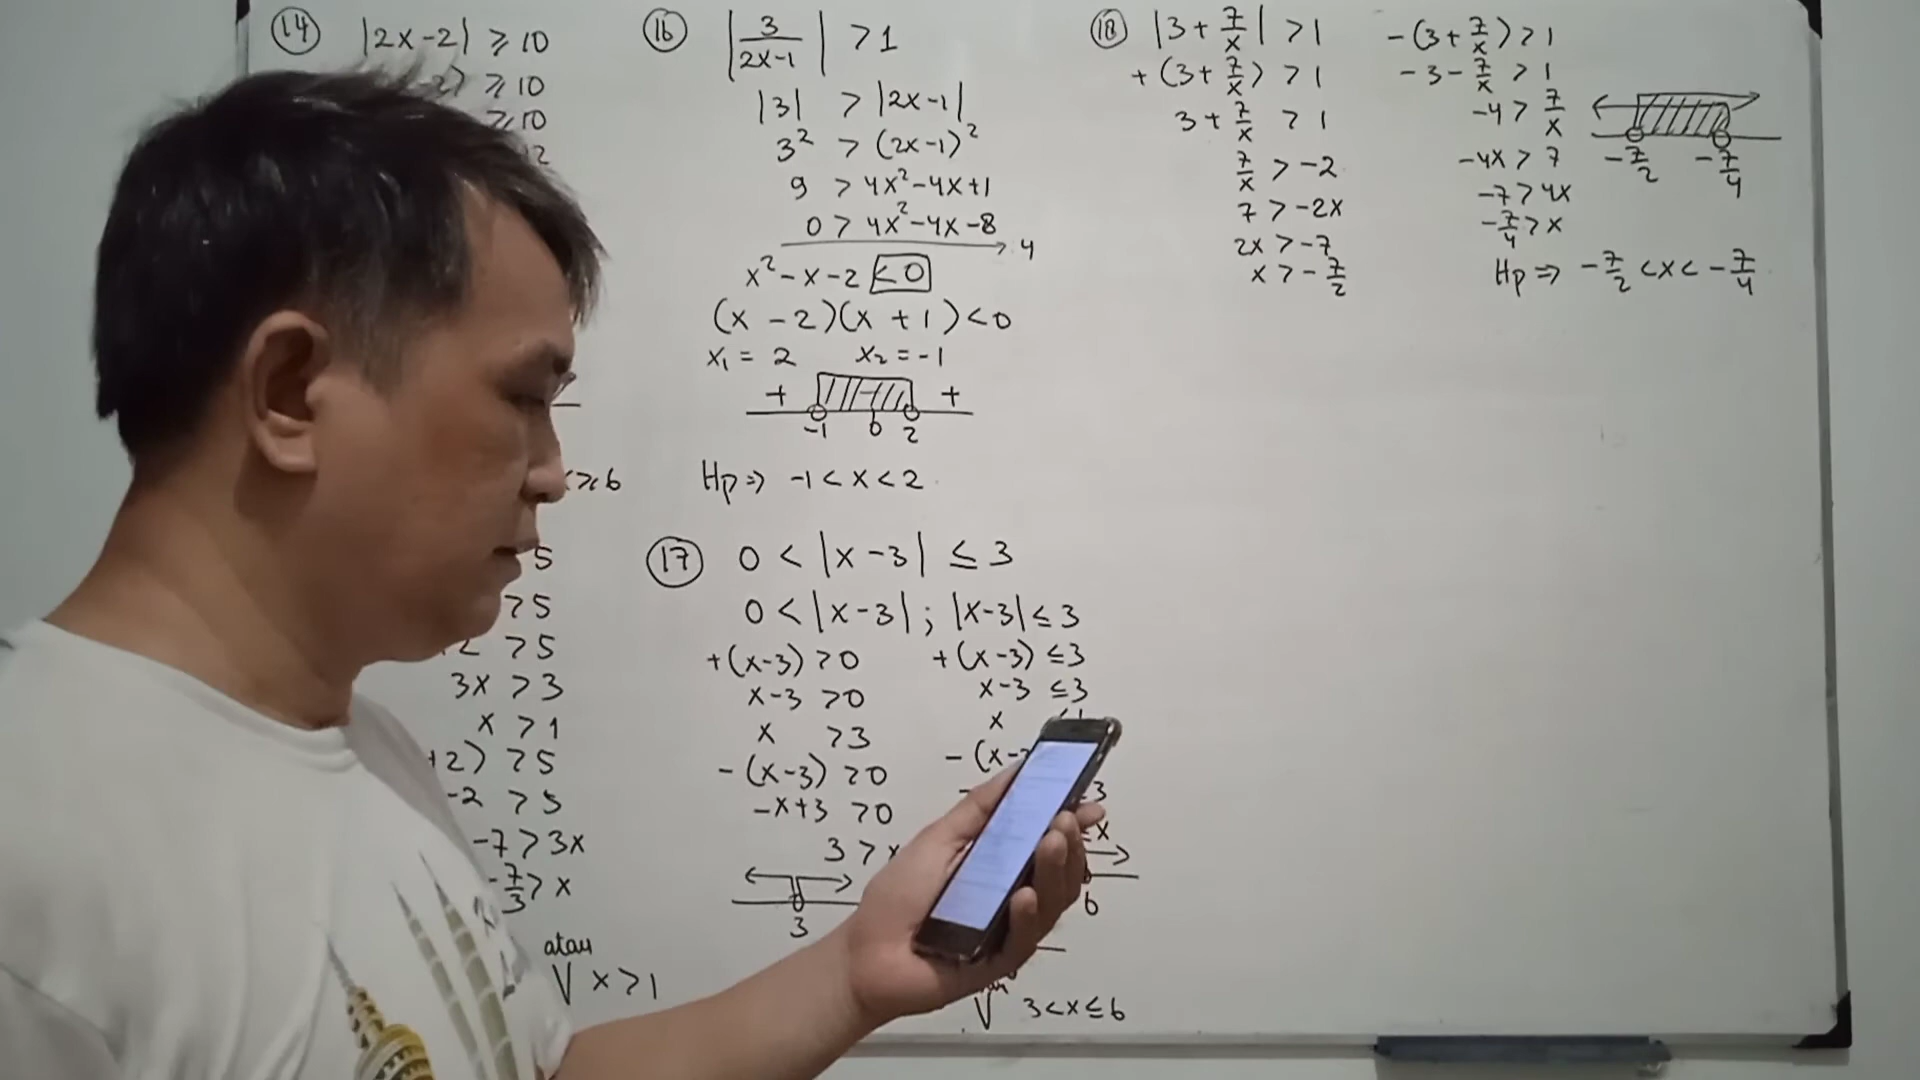 14 |2x-2| ≥ 10
2) ≥ 10
≥ 10
12
x ≥ 6
5
> 5
2 > 5
3x > 3
x > 1
+2) > 5
-2 > 5
-7 > 3x
-7/3 > x
atau
V x > 1
16 |3/(2x-1)| > 1
|3| > |2x-1|
3² > (2x-1)²
9 > 4x²-4x+1
0 > 4x²-4x-8
:4
x²-x-2 < 0
(x -2)(x +1) < 0
x₁ = 2 x₂ = -1
+ - +
-1 0 2
Hp ⇒ -1 < x < 2
17 0 < |x-3| ≤ 3
0 < |x-3| ; |x-3| ≤ 3
+(x-3) > 0 +(x-3) ≤ 3
x-3 > 0 x-3 ≤ 3
x > 3 x
-(x-3) > 0 -(x-
-x+3 > 0 3
3 > x ≤ x
3 6
V 3 < x ≤ 6
18 |3 + 7/x| > 1
+(3 + 7/x) > 1
3 + 7/x > 1
7/x > -2
7 > -2x
2x > -7
x > -7/2
-(3 + 7/x) > 1
-3 - 7/x > 1
-4 > 7/x
-4x > 7
-7 > 4x
-7/4 > x
-7/2 -7/4
Hp ⇒ -7/2 < x < -7/4